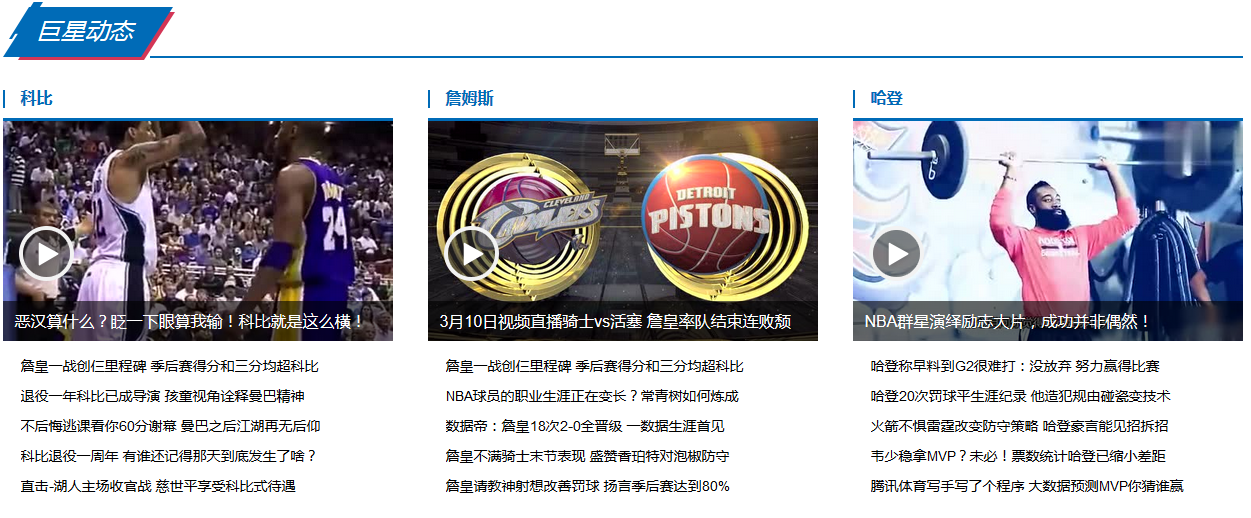 巨星动态
科比
恶汉算什么？眨一下眼算我输！科比就是这么横！
24
詹皇一战创仨里程碑 季后赛得分和三分均超科比
退役一年科比已成导演 孩童视角诠释曼巴精神
不后悔逃课看你60分谢幕 曼巴之后江湖再无后仰
科比退役一周年 有谁还记得那天到底发生了啥？
直击-湖人主场收官战 慈世平享受科比式待遇
詹姆斯
CLEVELAND
CAVALIERS
DETROIT
PISTONS
3月10日视频直播骑士vs活塞 詹皇率队结束连败颓
詹皇一战创仨里程碑 季后赛得分和三分均超科比
NBA球员的职业生涯正在变长？常青树如何炼成
数据帝：詹皇18次2-0全晋级 一数据生涯首见
詹皇不满骑士末节表现 盛赞香珀特对泡椒防守
詹皇请教神射想改善罚球 扬言季后赛达到80%
哈登
NBA群星演绎励志大片，成功并非偶然！
哈登称早料到G2很难打：没放弃 努力赢得比赛
哈登20次罚球平生涯纪录 他造犯规由碰瓷变技术
火箭不惧雷霆改变防守策略 哈登豪言能见招拆招
韦少稳拿MVP？未必！票数统计哈登已缩小差距
腾讯体育写手写了个程序 大数据预测MVP你猜谁赢